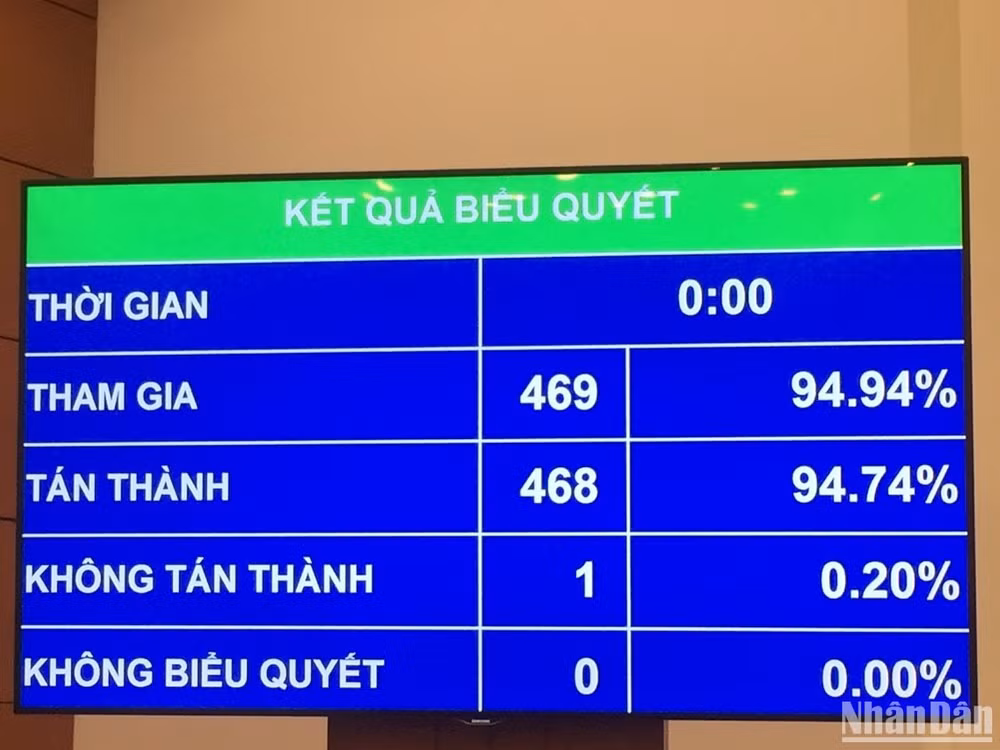 KẾT QUẢ BIỂU QUYẾT
THỜI GIAN 0:00
THAM GIA 469 94.94%
TÁN THÀNH 468 94.74%
KHÔNG TÁN THÀNH 1 0.20%
KHÔNG BIỂU QUYẾT 0 0.00%
SAMSUNG
NhânDân